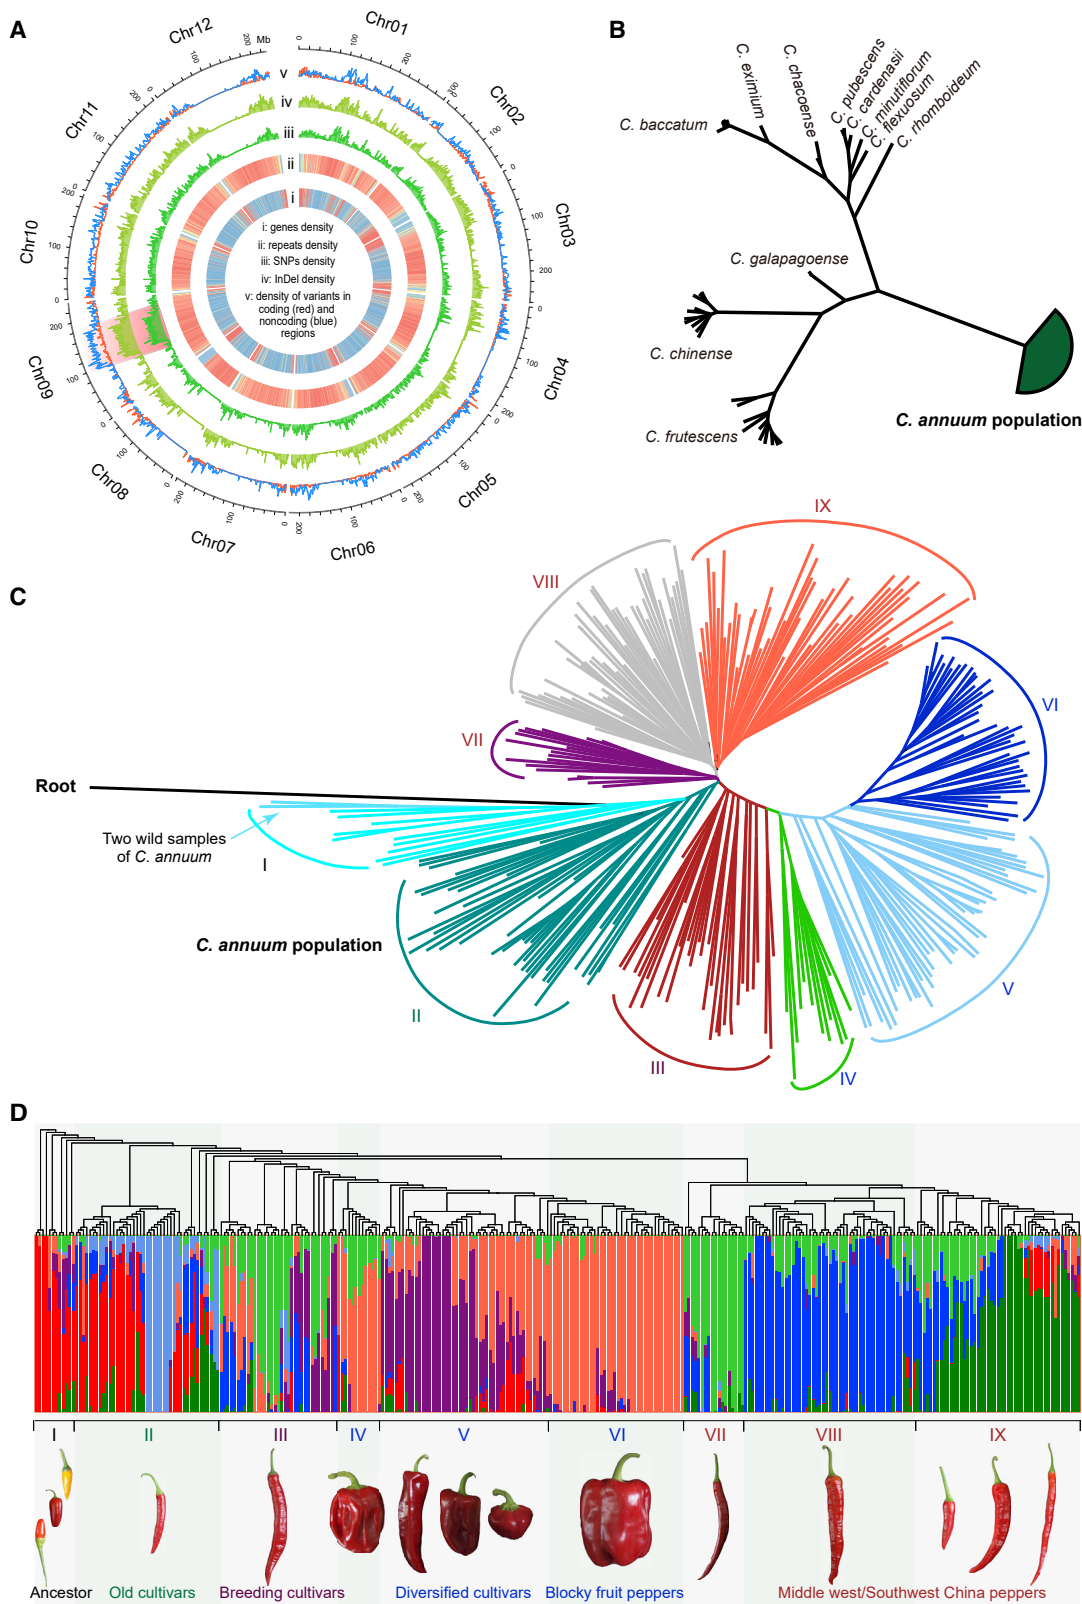 A
Chr01
Chr02
Chr03
Chr04
Chr05
Chr06
Chr07
Chr08
Chr09
Chr10
Chr11
Chr12
Mb
0
100
200
v
iv
iii
ii
i
i: genes density
ii: repeats density
iii: SNPs density
iv: InDel density
v: density of variants in
coding (red) and
noncoding (blue)
regions
B
C. baccatum
C. eximium
C. chacoense
C. pubescens
C. cardenasii
C. minutiflorum
C. flexuosum
C. rhomboideum
C. galapagoense
C. chinense
C. frutescens
C. annuum population
C
IX
VIII
VI
VII
Root
Two wild samples
of C. annuum
I
C. annuum population
II
III
IV
V
D
I II III IV V VI VII VIII IX
Ancestor Old cultivars Breeding cultivars Diversified cultivars Blocky fruit peppers Middle west/Southwest China peppers